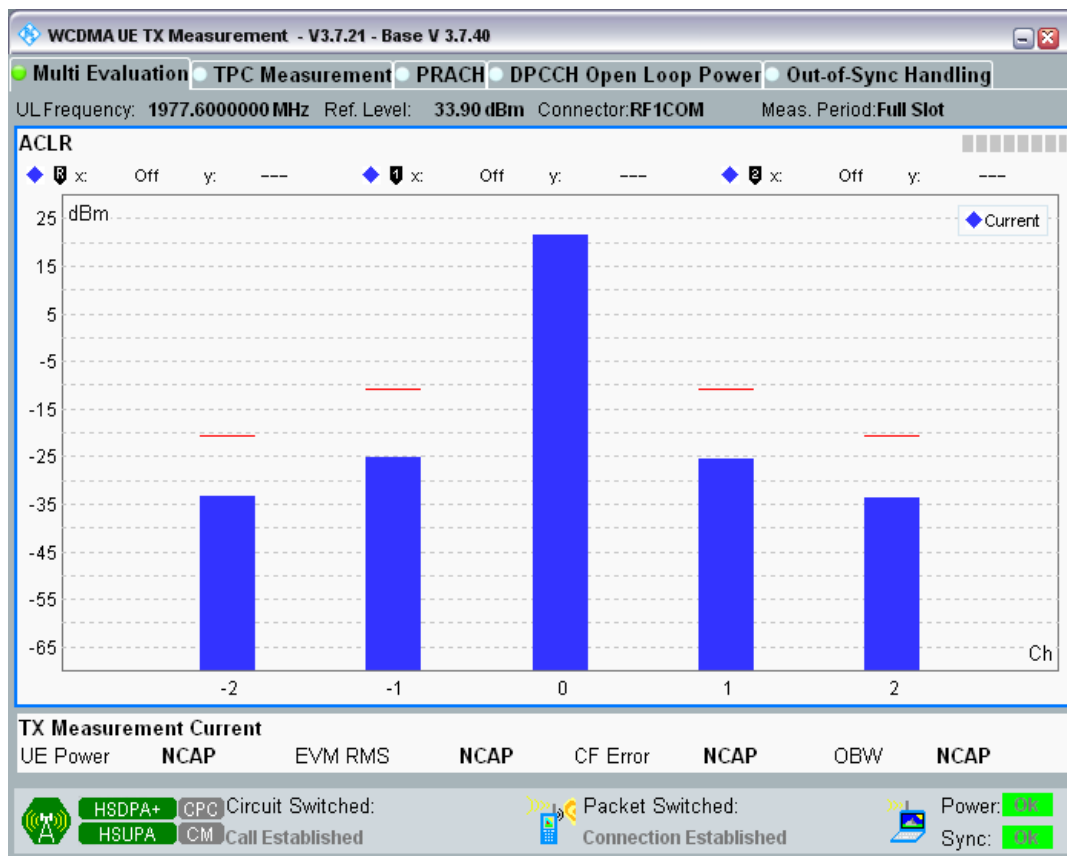 WCDMA UE TX Measurement - V3.7.21 - Base V 3.7.40
Multi Evaluation TPC Measurement PRACH DPCCH Open Loop Power Out-of-Sync Handling
UL Frequency: 1977.6000000 MHz Ref. Level: 33.90 dBm Connector:RF1COM Meas. Period:Full Slot
ACLR
R x: Off y: --- 1 x: Off y: --- 2 x: Off y: ---
dBm
Current
25
15
5
-5
-15
-25
-35
-45
-55
-65
Ch
-2 -1 0 1 2
TX Measurement Current
UE Power NCAP EVM RMS NCAP CF Error NCAP OBW NCAP
HSDPA+ CPC Circuit Switched: Packet Switched: Power: Ok
HSUPA CM Call Established Connection Established Sync: Ok